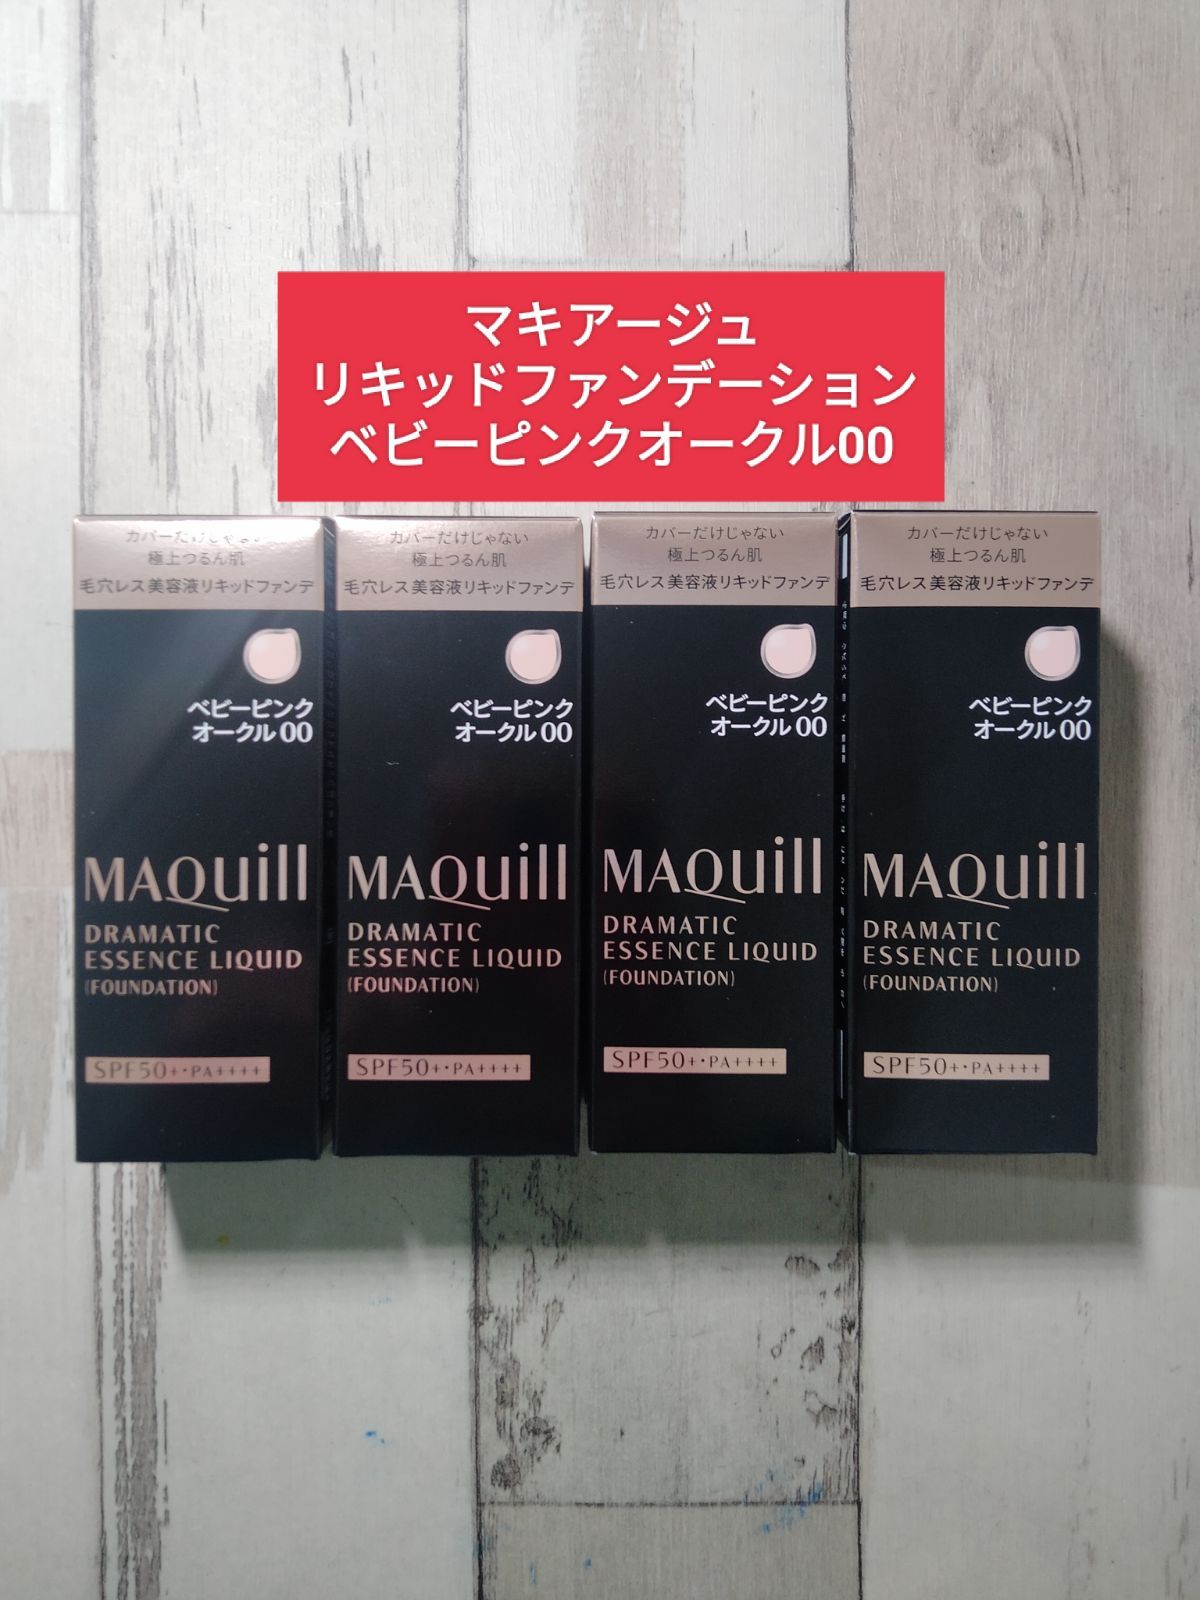 マキアージュ
リキッドファンデーション
ベビーピンクオークル00
カバーだけじゃない
極上つるん肌
毛穴レス美容液リキッドファンデ
ベビーピンク
オークル 00
MAQuill
DRAMATIC
ESSENCE LIQUID
(FOUNDATION)
SPF50+・PA++++
カバーだけじゃない
極上つるん肌
毛穴レス美容液リキッドファンデ
ベビーピンク
オークル 00
MAQuill
DRAMATIC
ESSENCE LIQUID
(FOUNDATION)
SPF50+・PA++++
カバーだけじゃない
極上つるん肌
毛穴レス美容液リキッドファンデ
ベビーピンク
オークル 00
MAQuill
DRAMATIC
ESSENCE LIQUID
(FOUNDATION)
SPF50+・PA++++
カバーだけじゃない
極上つるん肌
毛穴レス美容液リキッドファンデ
ベビーピンク
オークル 00
MAQuill
DRAMATIC
ESSENCE LIQUID
(FOUNDATION)
SPF50+・PA++++